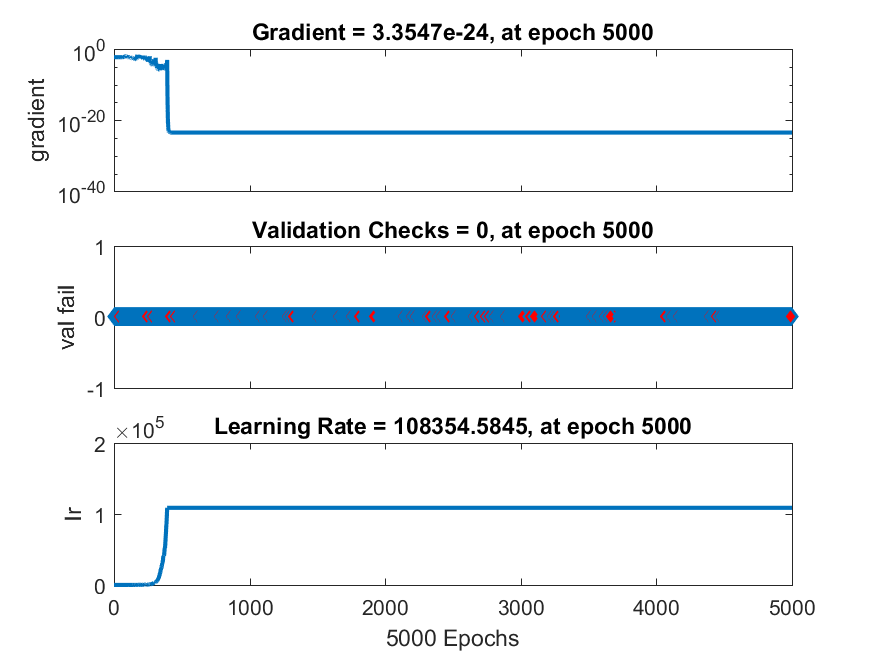 Gradient = 3.3547e-24, at epoch 5000
10^0
10^-20
10^-40
gradient
Validation Checks = 0, at epoch 5000
1
0
-1
val fail
Learning Rate = 108354.5845, at epoch 5000
×10^5
2
1
0
lr
0 1000 2000 3000 4000 5000
5000 Epochs